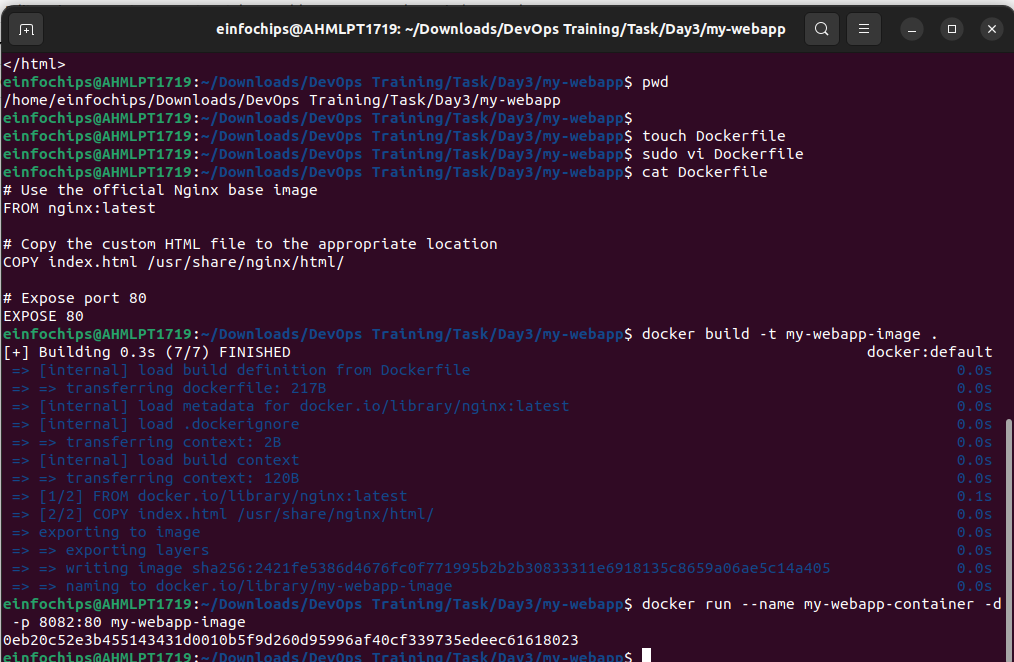 einfochips@AHMLPT1719: ~/Downloads/DevOps Training/Task/Day3/my-webapp
</html>
einfochips@AHMLPT1719:~/Downloads/DevOps Training/Task/Day3/my-webapp$ pwd
/home/einfochips/Downloads/DevOps Training/Task/Day3/my-webapp
einfochips@AHMLPT1719:~/Downloads/DevOps Training/Task/Day3/my-webapp$
einfochips@AHMLPT1719:~/Downloads/DevOps Training/Task/Day3/my-webapp$ touch Dockerfile
einfochips@AHMLPT1719:~/Downloads/DevOps Training/Task/Day3/my-webapp$ sudo vi Dockerfile
einfochips@AHMLPT1719:~/Downloads/DevOps Training/Task/Day3/my-webapp$ cat Dockerfile
# Use the official Nginx base image
FROM nginx:latest
# Copy the custom HTML file to the appropriate location
COPY index.html /usr/share/nginx/html/
# Expose port 80
EXPOSE 80
einfochips@AHMLPT1719:~/Downloads/DevOps Training/Task/Day3/my-webapp$ docker build -t my-webapp-image .
[+] Building 0.3s (7/7) FINISHED docker:default
=> [internal] load build definition from Dockerfile 0.0s
=> => transferring dockerfile: 217B 0.0s
=> [internal] load metadata for docker.io/library/nginx:latest 0.0s
=> [internal] load .dockerignore 0.0s
=> => transferring context: 2B 0.0s
=> [internal] load build context 0.0s
=> => transferring context: 120B 0.0s
=> [1/2] FROM docker.io/library/nginx:latest 0.1s
=> [2/2] COPY index.html /usr/share/nginx/html/ 0.0s
=> exporting to image 0.0s
=> => exporting layers 0.0s
=> => writing image sha256:2421fe5386d4676fc0f771995b2b2b30833311e6918135c8659a06ae5c14a405 0.0s
=> => naming to docker.io/library/my-webapp-image 0.0s
einfochips@AHMLPT1719:~/Downloads/DevOps Training/Task/Day3/my-webapp$ docker run --name my-webapp-container -d
-p 8082:80 my-webapp-image
0eb20c52e3b455143431d0010b5f9d260d95996af40cf339735edeec61618023
einfochips@AHMLPT1719:~/Downloads/DevOps Training/Task/Day3/my-webapp$